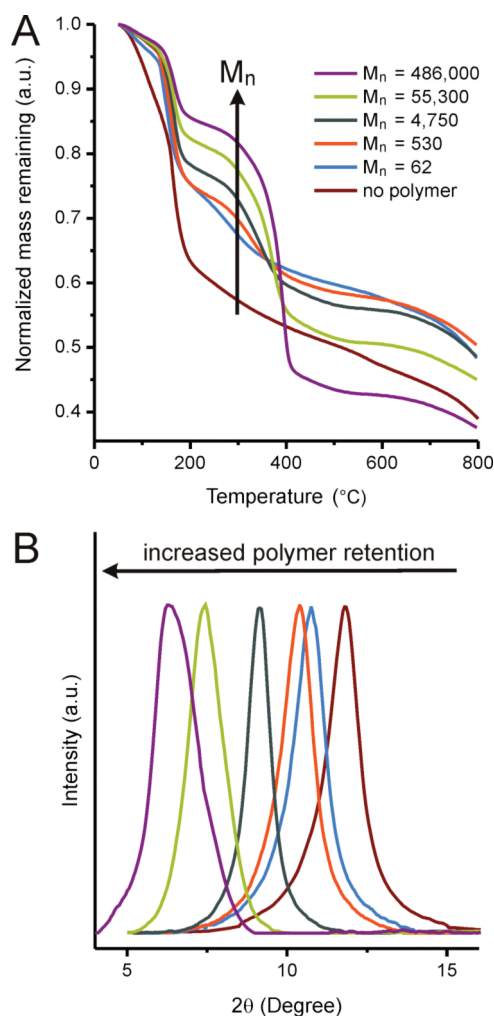 A
1.0
0.9
0.8
0.7
0.6
0.5
0.4
Normalized mass remaining (a.u.)
Mn
Mn = 486,000
Mn = 55,300
Mn = 4,750
Mn = 530
Mn = 62
no polymer
0 200 400 600 800
Temperature (°C)
B
increased polymer retention
Intensity (a.u.)
5 10 15
2θ (Degree)